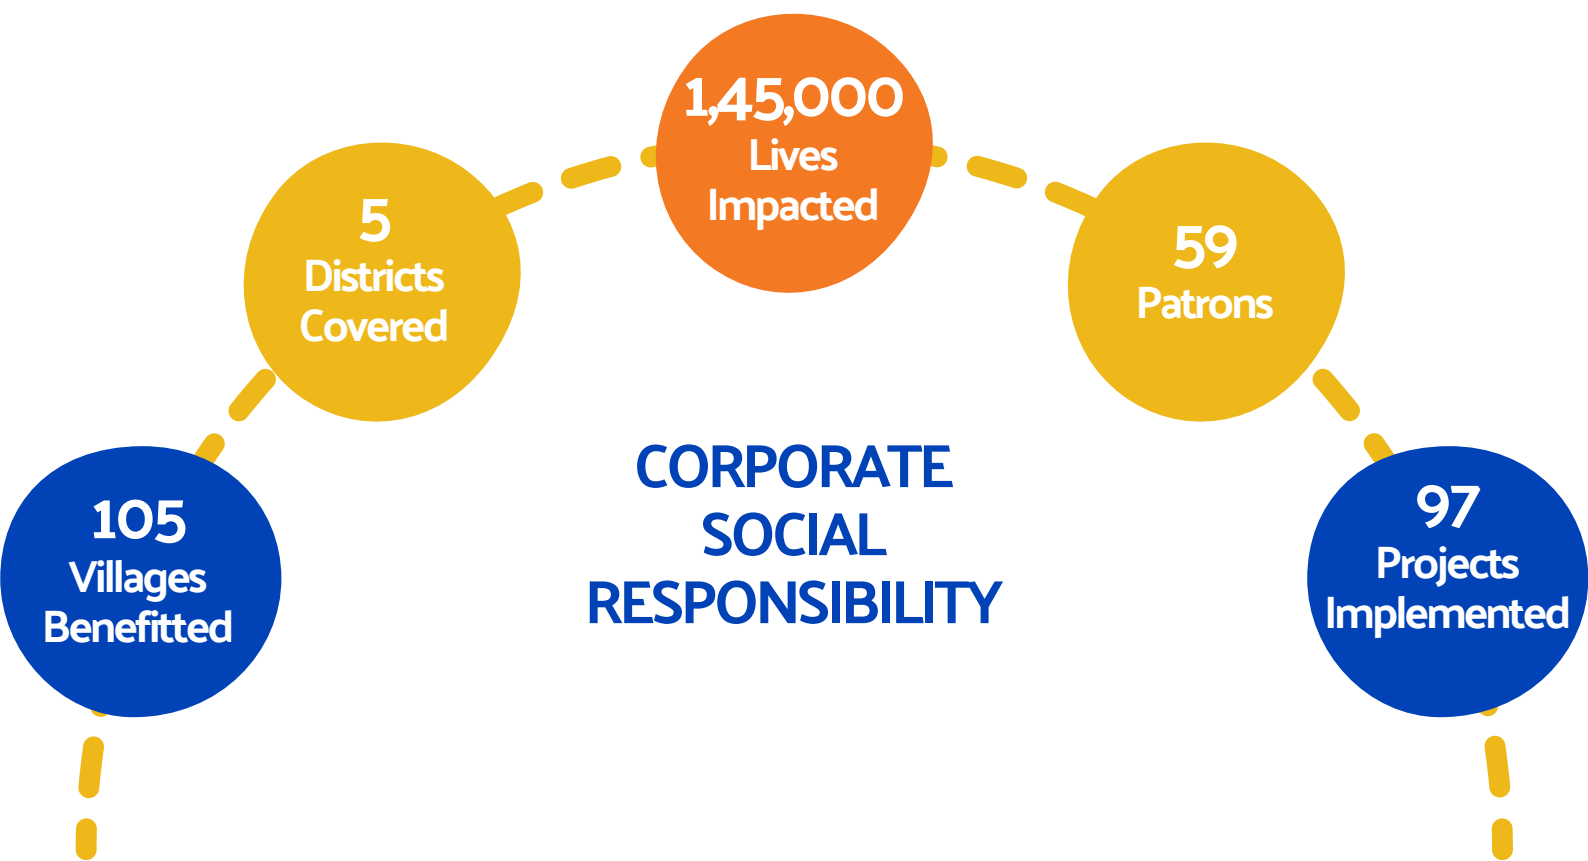 1,45,000
Lives
Impacted
5
Districts
Covered
59
Patrons
105
Villages
Benefitted
97
Projects
Implemented
CORPORATE
SOCIAL
RESPONSIBILITY